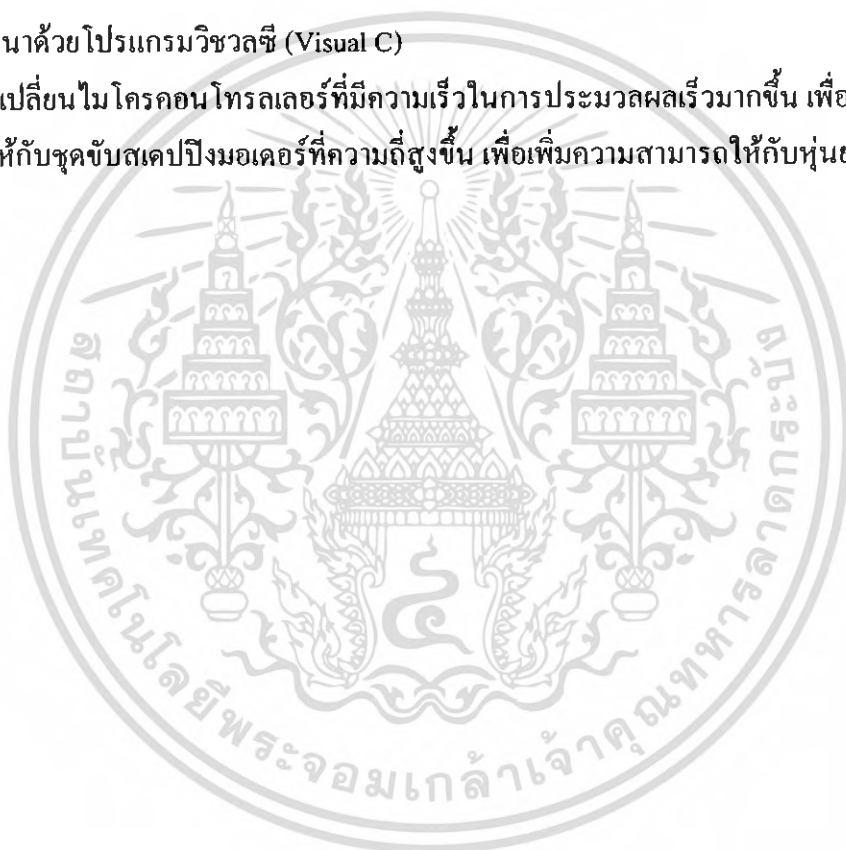 นาด้วยโปรแกรมวิชวลซี (Visual C)
เปลี่ยนไมโครคอนโทรลเลอร์ที่มีความเร็วในการประมวลผลเร็วมากขึ้น เพื่อ
ห้กับชุดขับสเตปปิงมอเตอร์ที่ความถี่สูงขึ้น เพื่อเพิ่มความสามารถให้กับหุ่นย
สถาบันเทคโนโลยีพระจอมเกล้าเจ้าคุณทหารลาดกระบัง